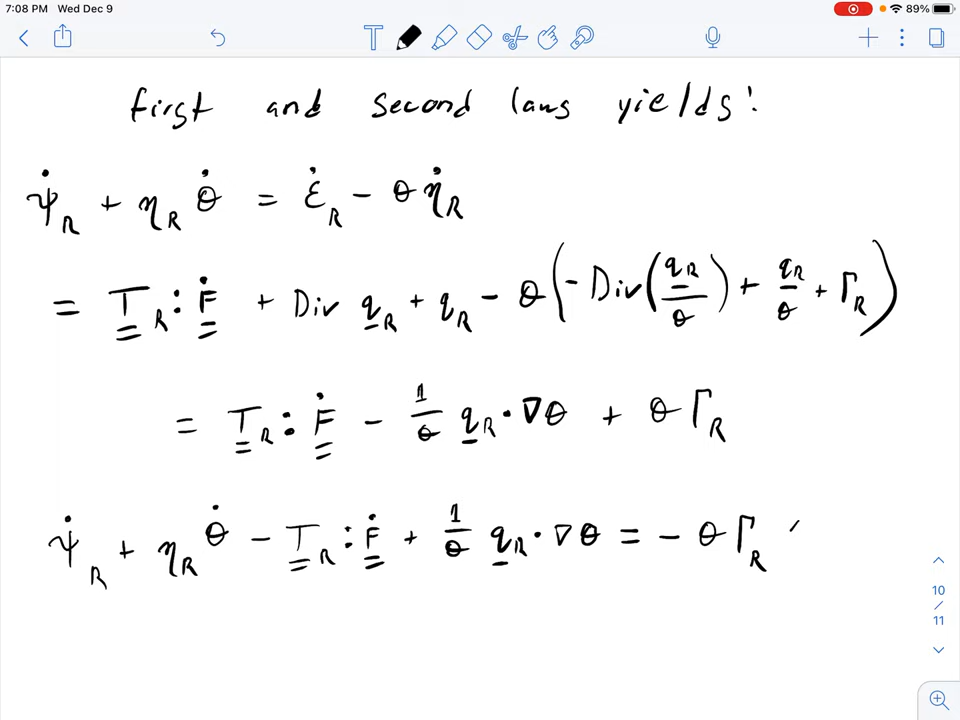 7:08 PM Wed Dec 9 89%
first and second laws yields:
ψ̇_R + η_R θ̇ = ε̇_R − θ η̇_R
= T_R : Ḟ + Div q_R + q_R − θ (− Div (q_R / θ) + q_R / θ + Γ_R)
= T_R : Ḟ − 1/θ q_R · ∇θ + θ Γ_R
ψ̇_R + η_R θ̇ − T_R : Ḟ + 1/θ q_R · ∇θ = − θ Γ_R
10
/
11